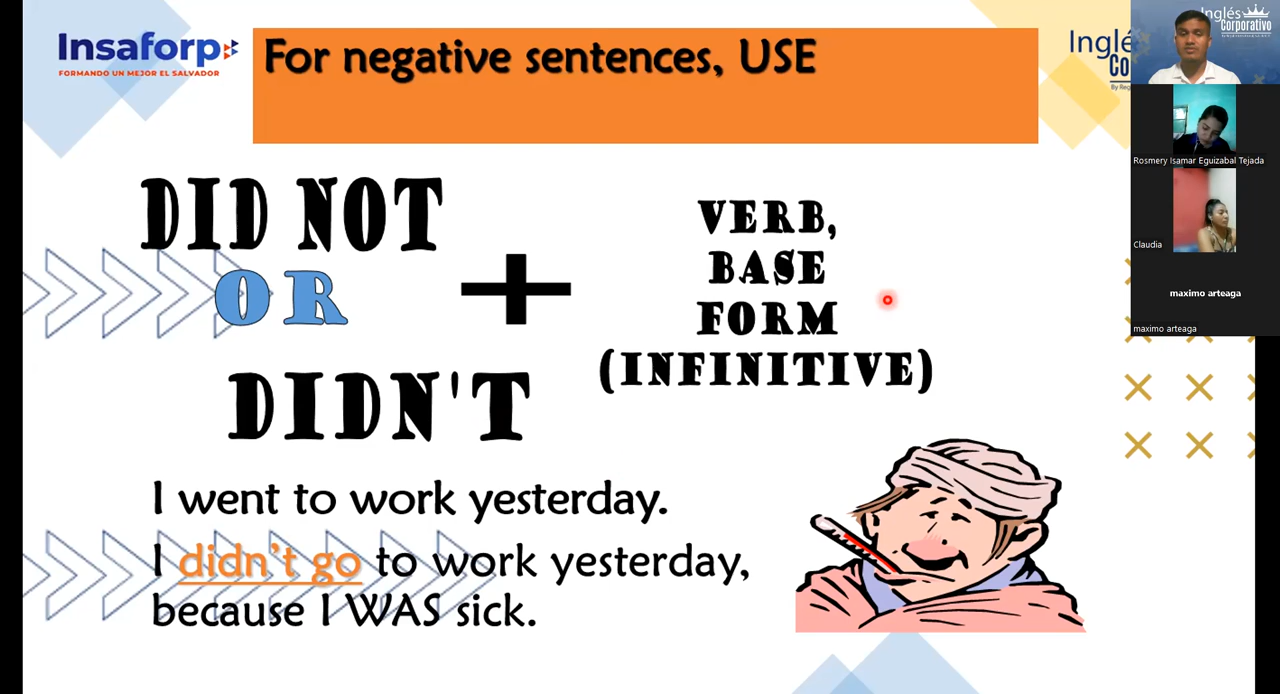 Insaforp
FORMANDO UN MEJOR EL SALVADOR
For negative sentences, USE
Inglés
Corporativo
DID NOT
OR
DIDN'T
+
VERB,
BASE
FORM
(INFINITIVE)
I went to work yesterday.
I didn't go to work yesterday,
because I WAS sick.
Rosmery Isamar Eguizabal Tejada
Claudia
maximo arteaga
maximo arteaga